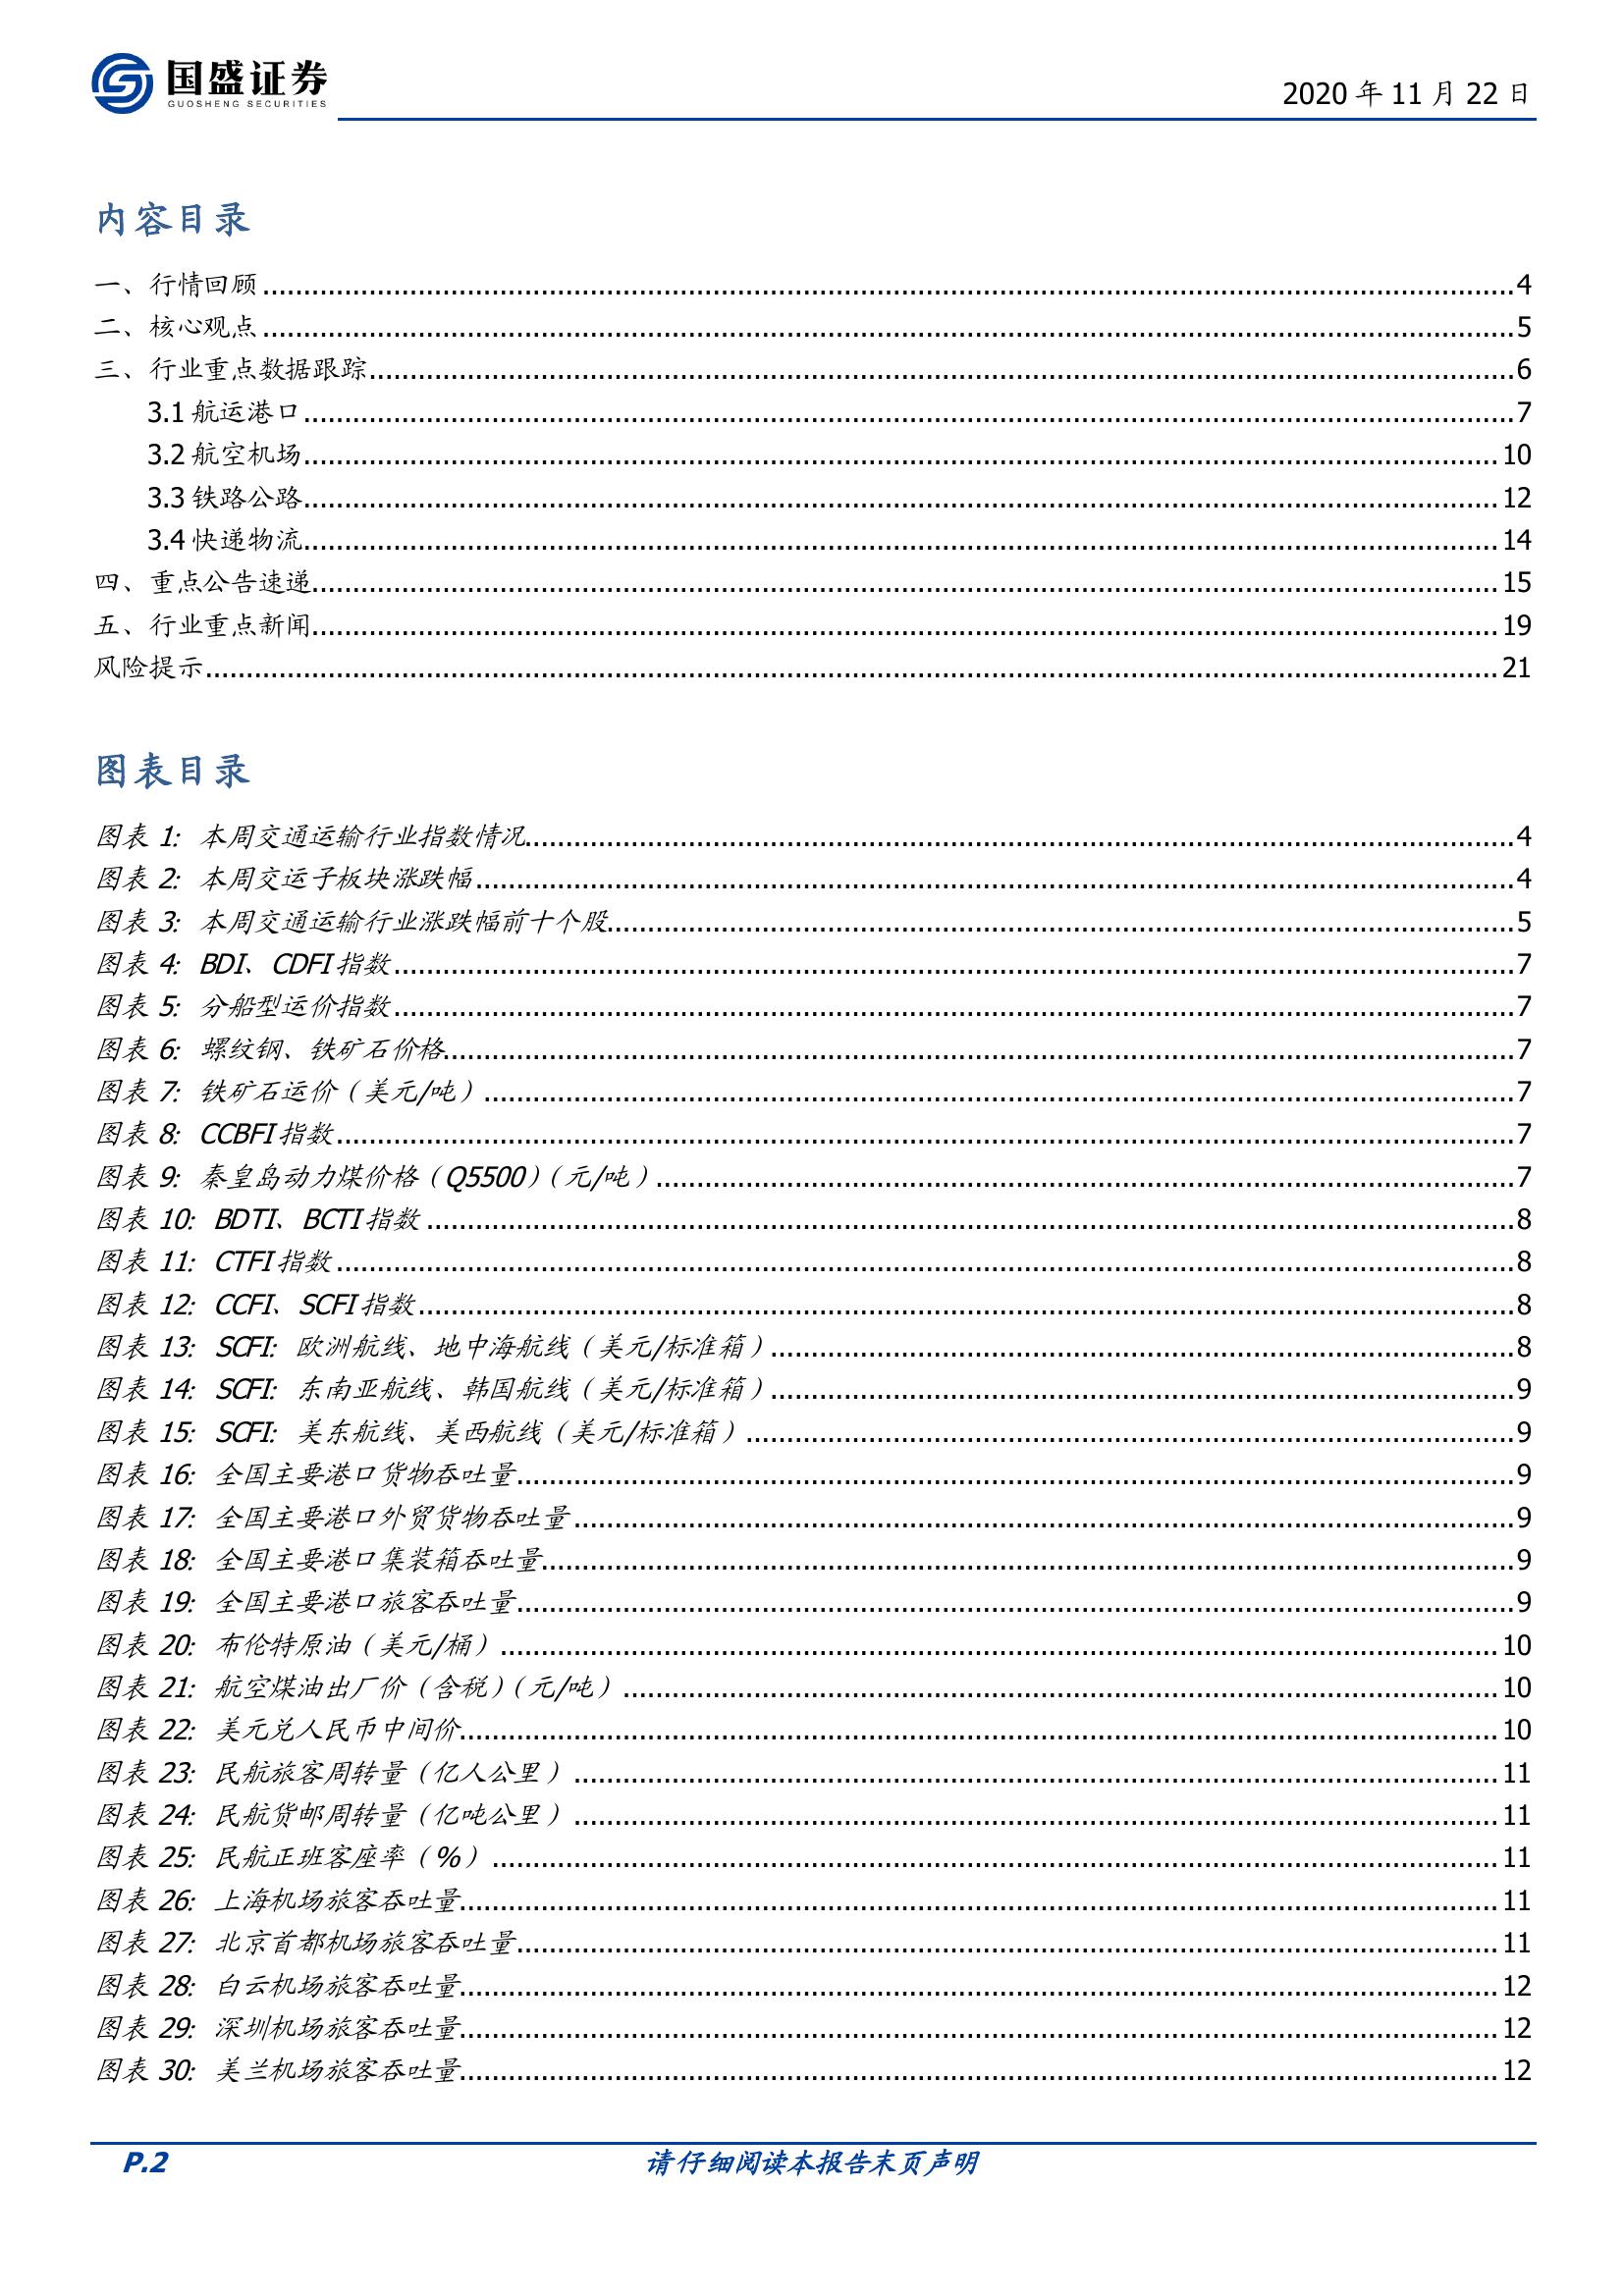 国盛证券
GUOSHENG SECURITIES
2020 年 11 月 22 日
内容目录
一、行情回顾 ........ 4
二、核心观点 ........ 5
三、行业重点数据跟踪 ........ 6
3.1 航运港口 ........ 7
3.2 航空机场 ........ 10
3.3 铁路公路 ........ 12
3.4 快递物流 ........ 14
四、重点公告速递 ........ 15
五、行业重点新闻 ........ 19
风险提示 ........ 21
图表目录
图表 1: 本周交通运输行业指数情况 ........ 4
图表 2: 本周交运子板块涨跌幅 ........ 4
图表 3: 本周交通运输行业涨跌幅前十个股 ........ 5
图表 4: BDI、CDFI 指数 ........ 7
图表 5: 分船型运价指数 ........ 7
图表 6: 螺纹钢、铁矿石价格 ........ 7
图表 7: 铁矿石运价（美元/吨） ........ 7
图表 8: CCBFI 指数 ........ 7
图表 9: 秦皇岛动力煤价格（Q5500）（元/吨） ........ 7
图表 10: BDTI、BCTI 指数 ........ 8
图表 11: CTFI 指数 ........ 8
图表 12: CCFI、SCFI 指数 ........ 8
图表 13: SCFI: 欧洲航线、地中海航线（美元/标准箱） ........ 8
图表 14: SCFI: 东南亚航线、韩国航线（美元/标准箱） ........ 9
图表 15: SCFI: 美东航线、美西航线（美元/标准箱） ........ 9
图表 16: 全国主要港口货物吞吐量 ........ 9
图表 17: 全国主要港口外贸货物吞吐量 ........ 9
图表 18: 全国主要港口集装箱吞吐量 ........ 9
图表 19: 全国主要港口旅客吞吐量 ........ 9
图表 20: 布伦特原油（美元/桶） ........ 10
图表 21: 航空煤油出厂价（含税）（元/吨） ........ 10
图表 22: 美元兑人民币中间价 ........ 10
图表 23: 民航旅客周转量（亿人公里） ........ 11
图表 24: 民航货邮周转量（亿吨公里） ........ 11
图表 25: 民航正班客座率（%） ........ 11
图表 26: 上海机场旅客吞吐量 ........ 11
图表 27: 北京首都机场旅客吞吐量 ........ 11
图表 28: 白云机场旅客吞吐量 ........ 12
图表 29: 深圳机场旅客吞吐量 ........ 12
图表 30: 美兰机场旅客吞吐量 ........ 12
P.2
请仔细阅读本报告末页声明